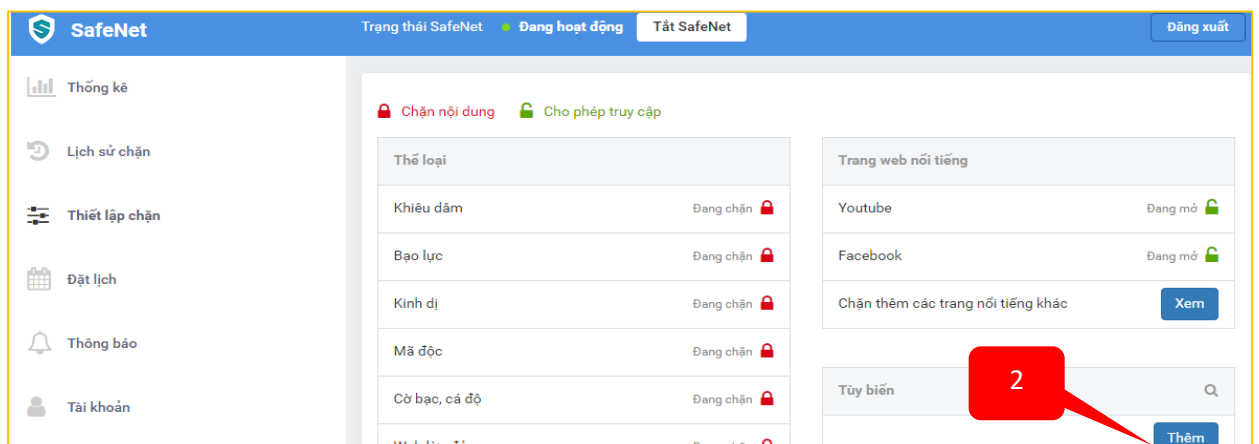 SafeNet
Trạng thái SafeNet Đang hoạt động Tắt SafeNet Đăng xuất
Thống kê
Lịch sử chặn
Thiết lập chặn
Đặt lịch
Thông báo
Tài khoản
Chặn nội dung Cho phép truy cập
Thể loại
Khiêu dâm Đang chặn
Bạo lực Đang chặn
Kinh dị Đang chặn
Mã độc Đang chặn
Cờ bạc, cá độ Đang chặn
Trang web nổi tiếng
Youtube Đang mở
Facebook Đang mở
Chặn thêm các trang nổi tiếng khác Xem
Tùy biến
Thêm
2